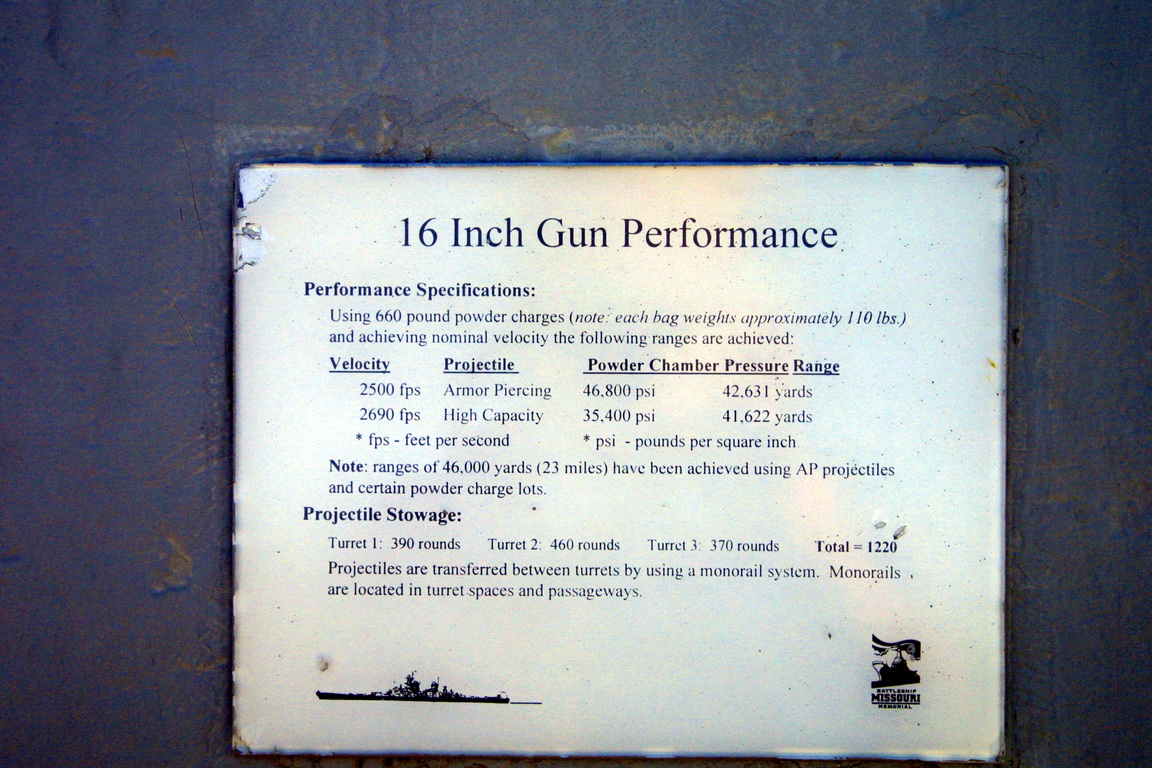 16 Inch Gun Performance
Performance Specifications:
Using 660 pound powder charges (note: each bag weights approximately 110 lbs.)
and achieving nominal velocity the following ranges are achieved:
Velocity Projectile Powder Chamber Pressure Range
2500 fps Armor Piercing 46,800 psi 42,631 yards
2690 fps High Capacity 35,400 psi 41,622 yards
* fps - feet per second * psi - pounds per square inch
Note: ranges of 46,000 yards (23 miles) have been achieved using AP projectiles
and certain powder charge lots.
Projectile Stowage:
Turret 1: 390 rounds Turret 2: 460 rounds Turret 3: 370 rounds Total = 1220
Projectiles are transferred between turrets by using a monorail system. Monorails
are located in turret spaces and passageways.
BATTLESHIP
MISSOURI
MEMORIAL